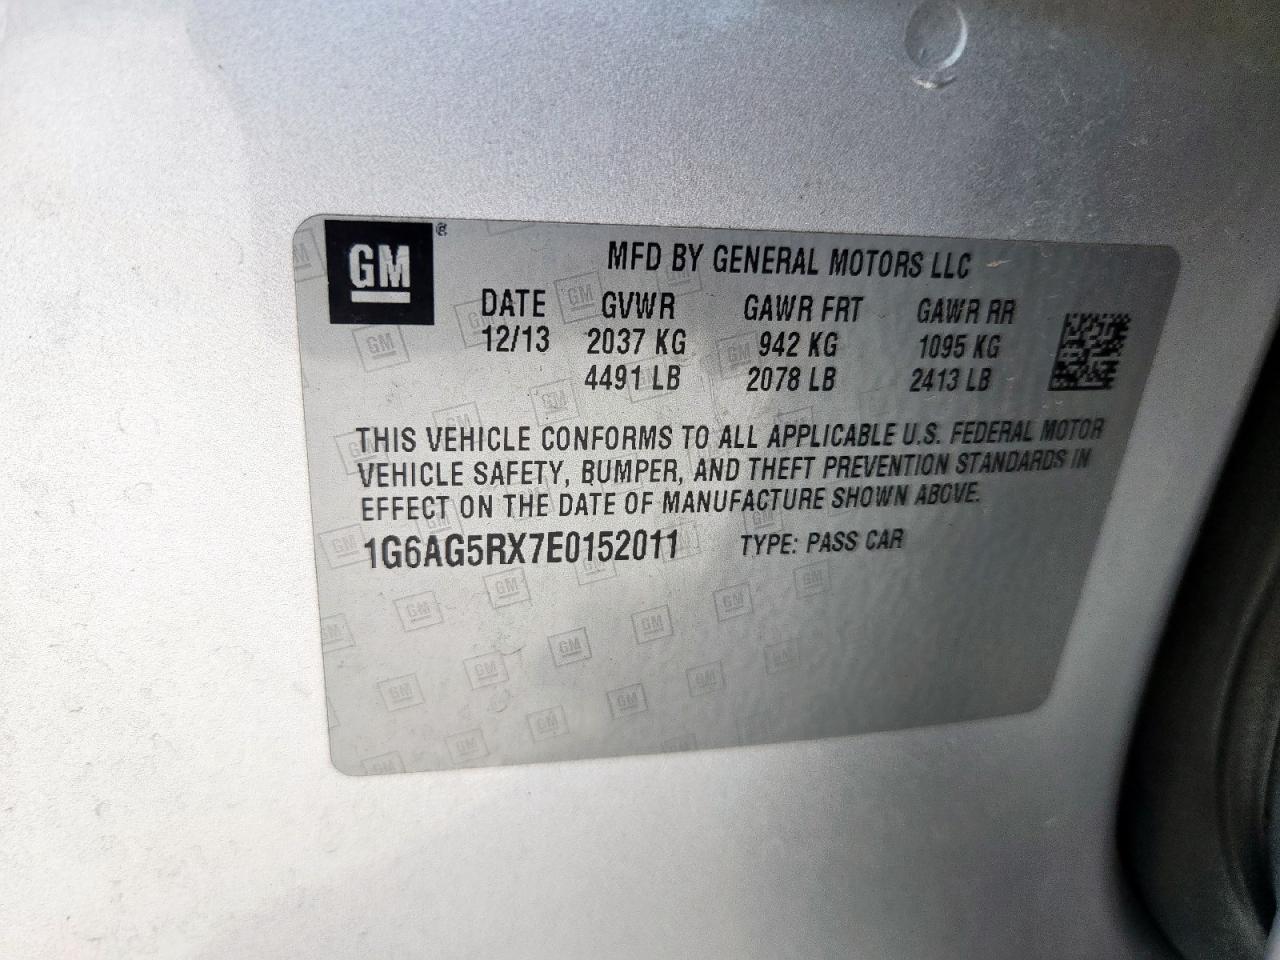 GM ®
MFD BY GENERAL MOTORS LLC
DATE GVWR GAWR FRT GAWR RR
12/13 2037 KG 942 KG 1095 KG
4491 LB 2078 LB 2413 LB
THIS VEHICLE CONFORMS TO ALL APPLICABLE U.S. FEDERAL MOTOR
VEHICLE SAFETY, BUMPER, AND THEFT PREVENTION STANDARDS IN
EFFECT ON THE DATE OF MANUFACTURE SHOWN ABOVE.
1G6AG5RX7E0152011 TYPE: PASS CAR